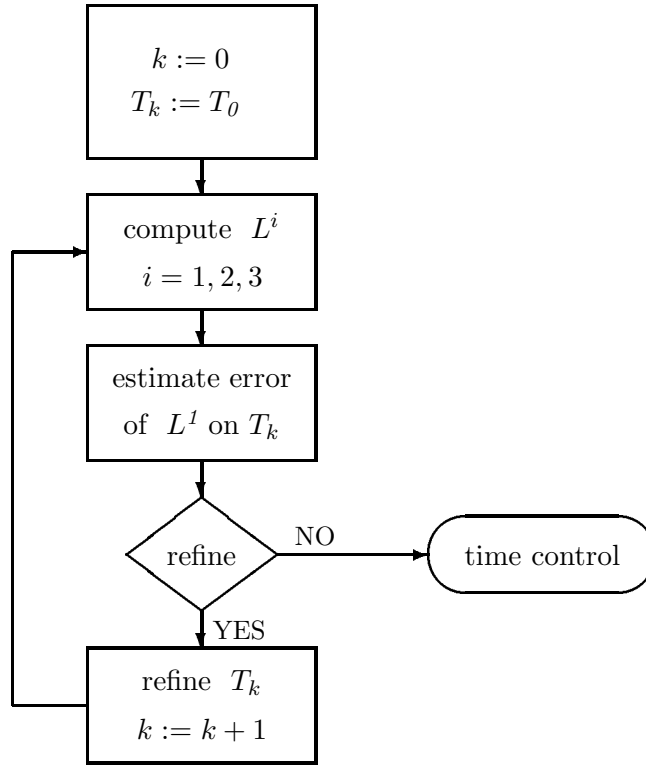 k := 0
T_k := T_0
compute L^i
i = 1, 2, 3
estimate error
of L^1 on T_k
refine
NO
time control
YES
refine T_k
k := k + 1